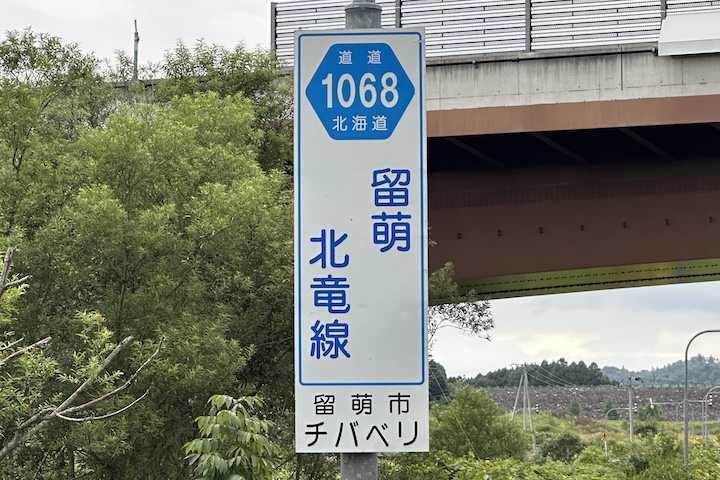 道道
1068
北海道
留萌
北竜線
留萌市
チバベリ